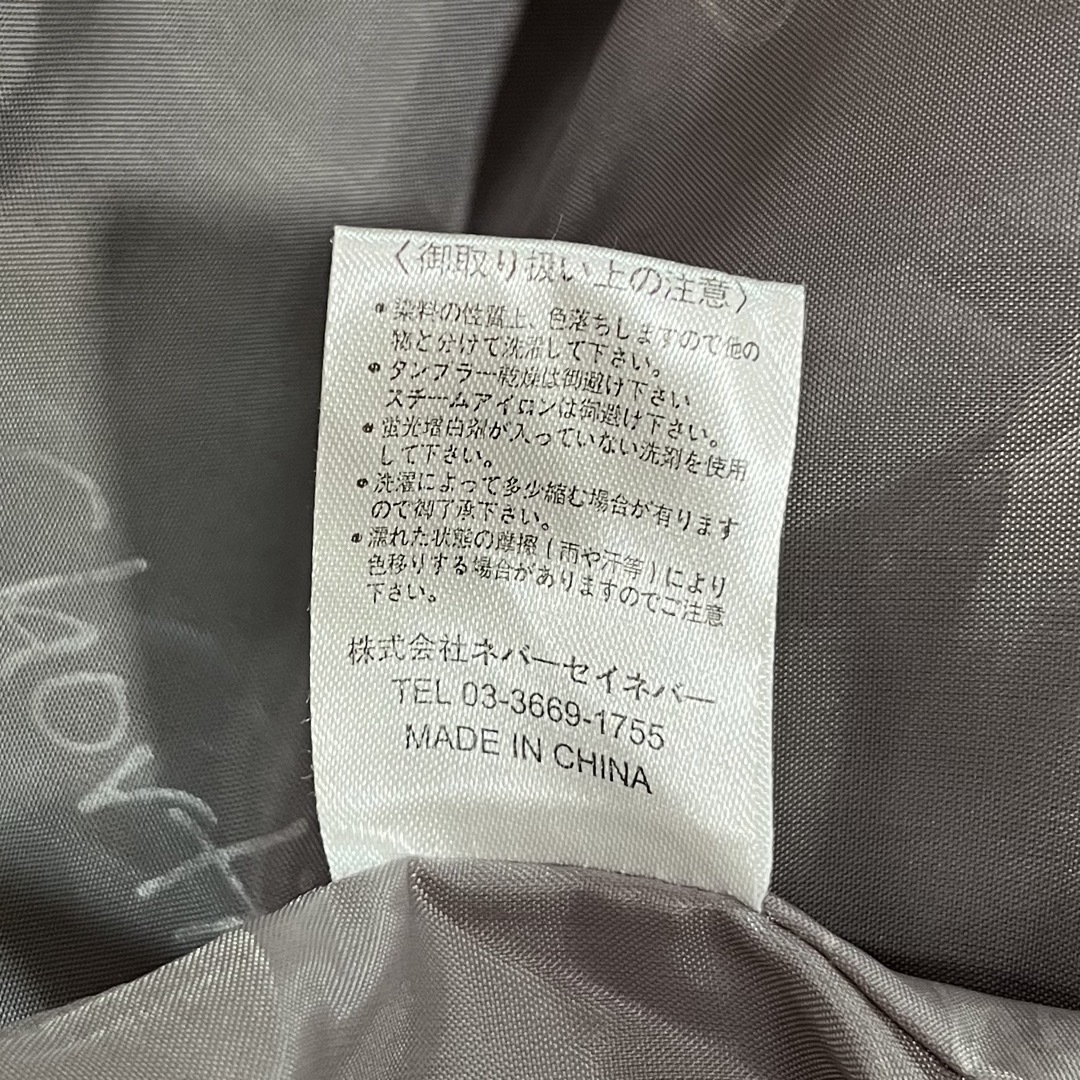 〈御取り扱い上の注意〉
• 染料の性質上、色落ちしますので他の
物と分けて洗濯して下さい。
• タンブラー乾燥は御避け下さい
スチームアイロンは御避け下さい。
• 蛍光増白剤が入っていない洗剤を使用
して下さい。
• 洗濯によって多少縮む場合が有ります
ので御了承下さい。
• 濡れた状態の摩擦(雨や汗等)により
色移りする場合がありますのでご注意
下さい。
株式会社ネバーセイネバー
TEL 03-3669-1755
MADE IN CHINA